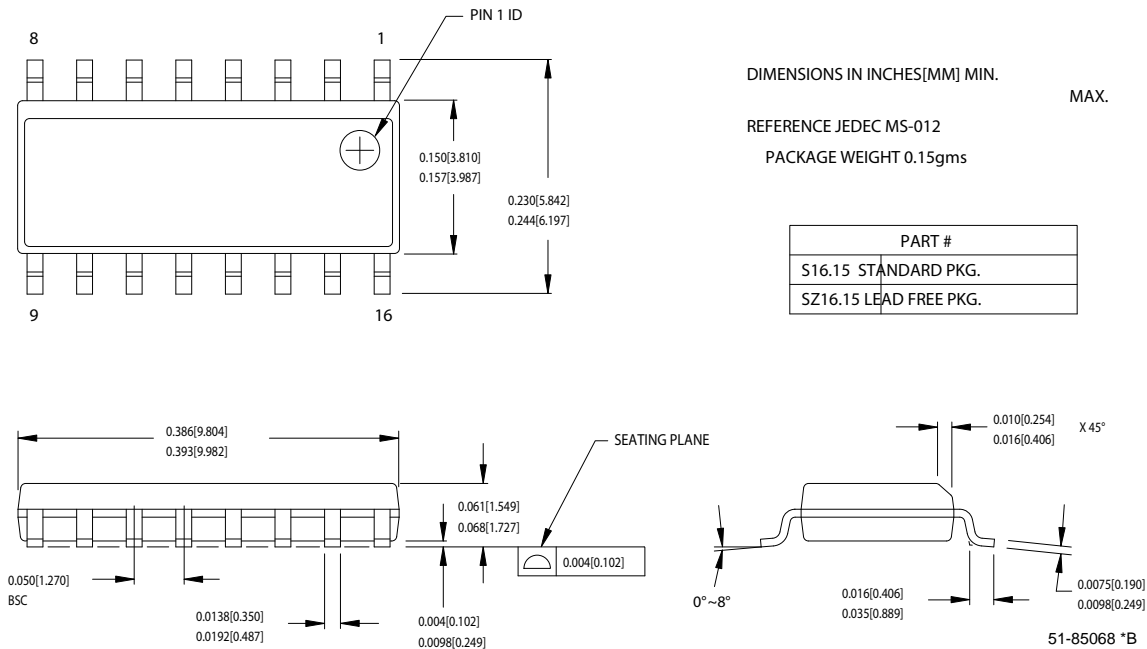 PIN 1 ID
8
1
DIMENSIONS IN INCHES[MM] MIN.
MAX.
REFERENCE JEDEC MS-012
PACKAGE WEIGHT 0.15gms
0.150[3.810]
0.157[3.987]
0.230[5.842]
0.244[6.197]
PART #
S16.15 STANDARD PKG.
SZ16.15 LEAD FREE PKG.
9
16
0.386[9.804]
0.393[9.982]
SEATING PLANE
0.010[0.254]
0.016[0.406]
X 45°
0.061[1.549]
0.068[1.727]
0.004[0.102]
0.050[1.270]
BSC
0.0138[0.350]
0.0192[0.487]
0.004[0.102]
0.0098[0.249]
0°~8°
0.016[0.406]
0.035[0.889]
0.0075[0.190]
0.0098[0.249]
51-85068 *B